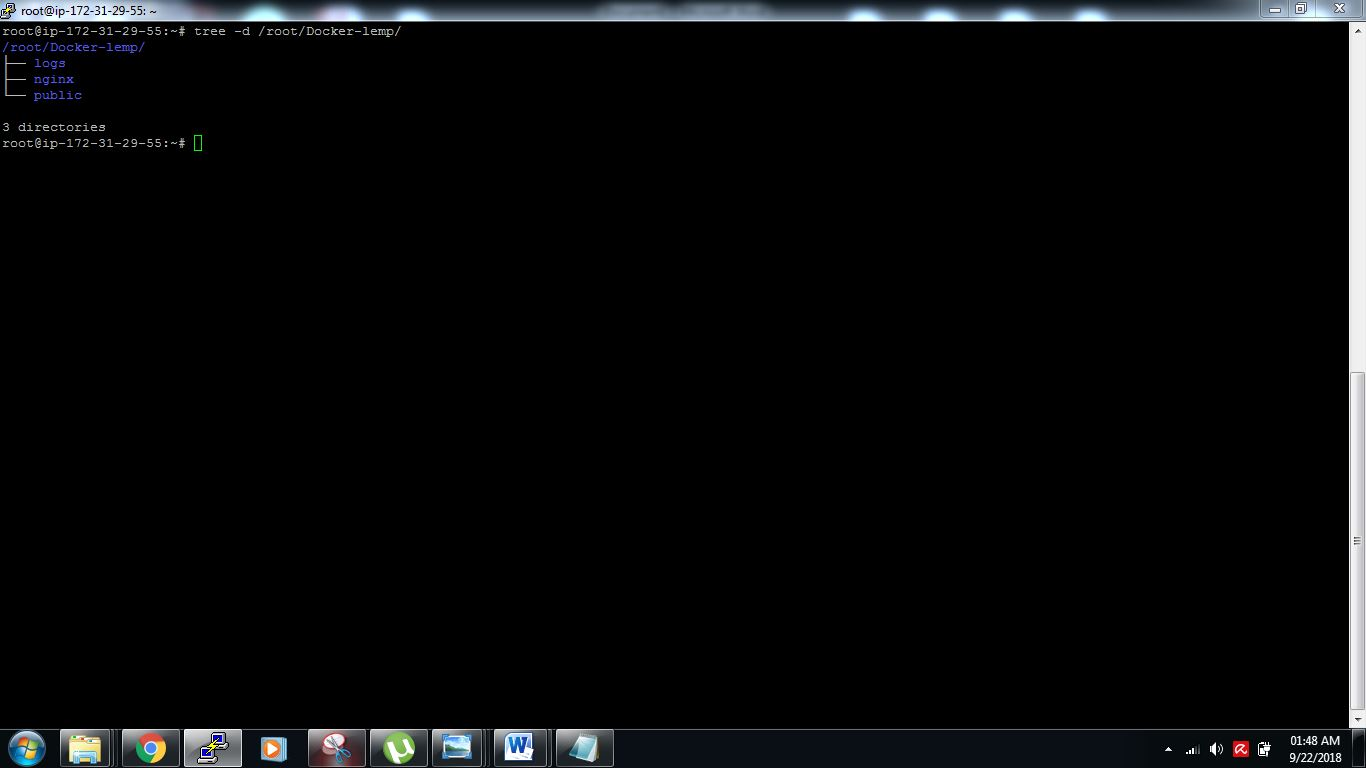 root@ip-172-31-29-55: ~
root@ip-172-31-29-55:~# tree -d /root/Docker-lemp/
/root/Docker-lemp/
├── logs
├── nginx
└── public
3 directories
root@ip-172-31-29-55:~#
01:48 AM
9/22/2018